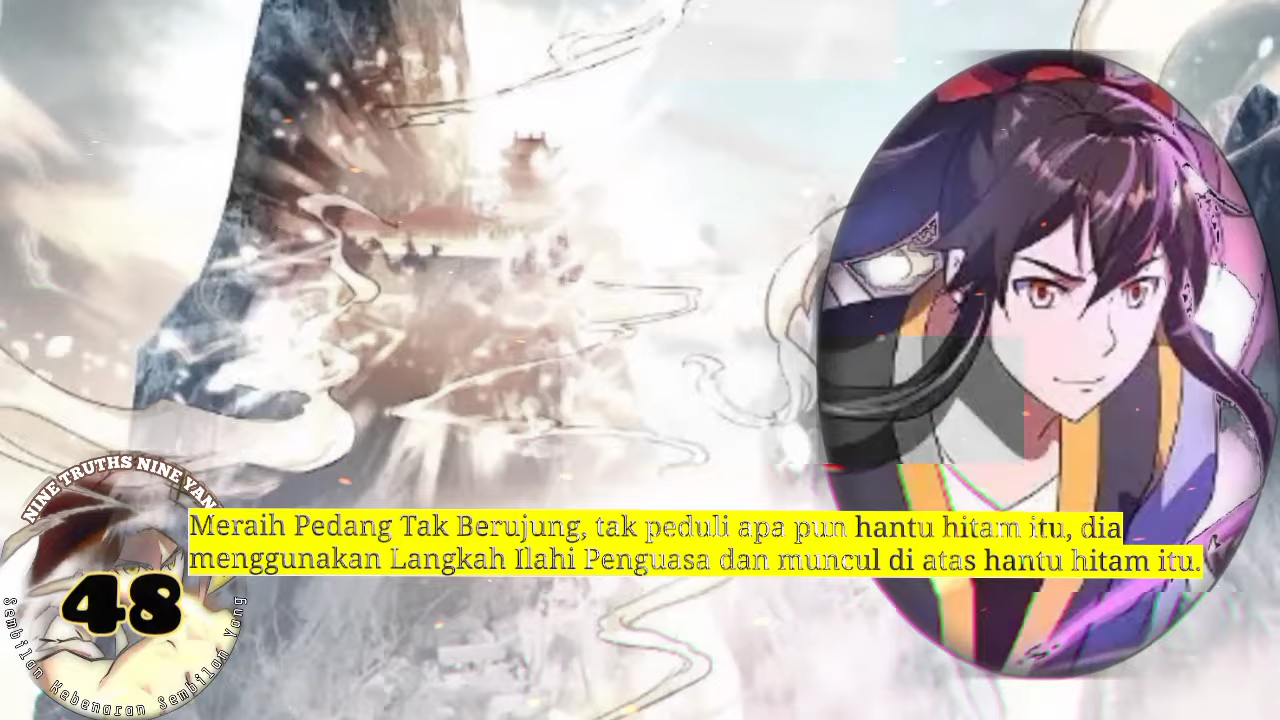 NINE TRUTHS NINE YANG
48
Sembilan Kebenaran Sembilan Yang
Meraih Pedang Tak Berujung, tak peduli apa pun hantu hitam itu, dia
menggunakan Langkah Ilahi Penguasa dan muncul di atas hantu hitam itu.